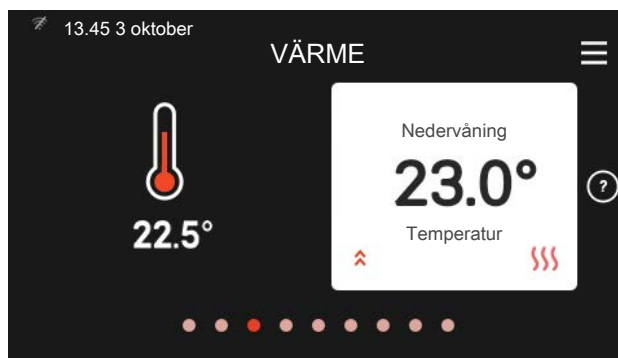 13.45 3 oktober
VÄRME
22.5°
Nedervåning
23.0°
Temperatur
?